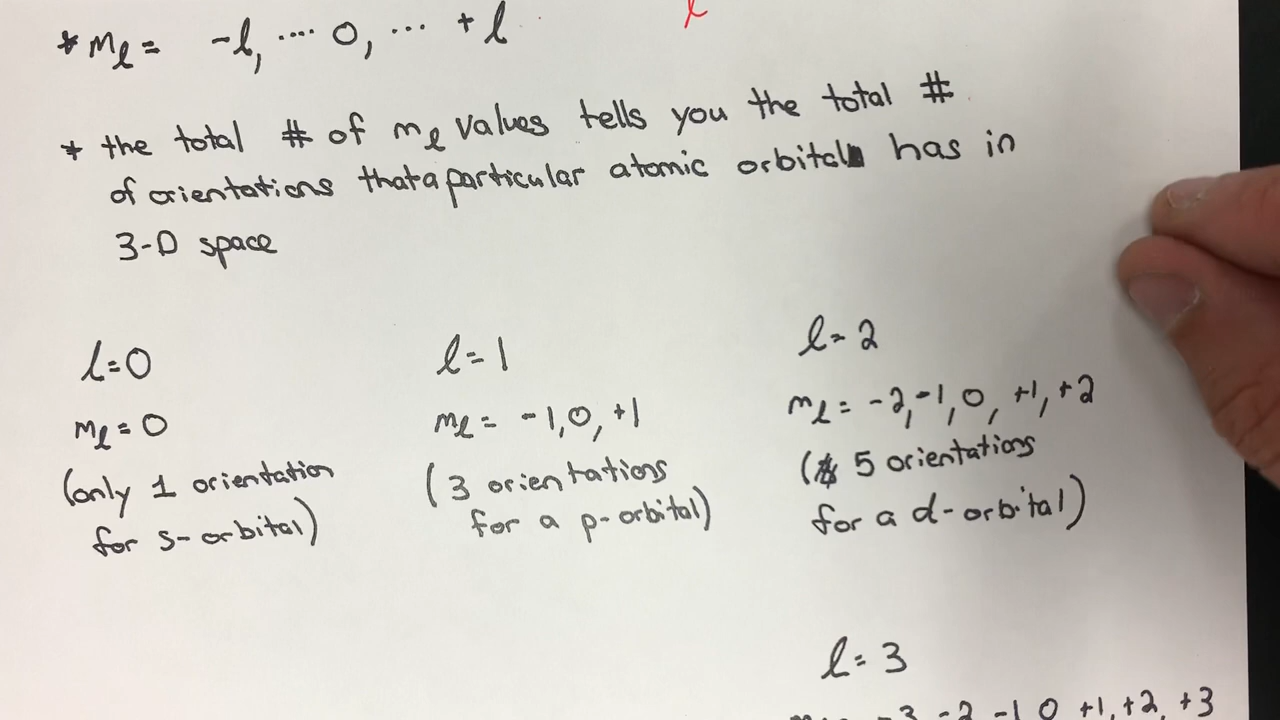 * mℓ = -ℓ, .... 0, ... + ℓ
ℓ
* the total # of mℓ values tells you the total #
of orientations that a particular atomic orbital has in
3-D space
ℓ=0
mℓ = 0
(only 1 orientation
for s-orbital)
ℓ=1
mℓ = -1, 0, +1
(3 orientations
for a p-orbital)
ℓ=2
mℓ = -2, -1, 0, +1, +2
(5 orientations
for a d-orbital)
ℓ=3
-3 -2 -1 0 +1, +2, +3